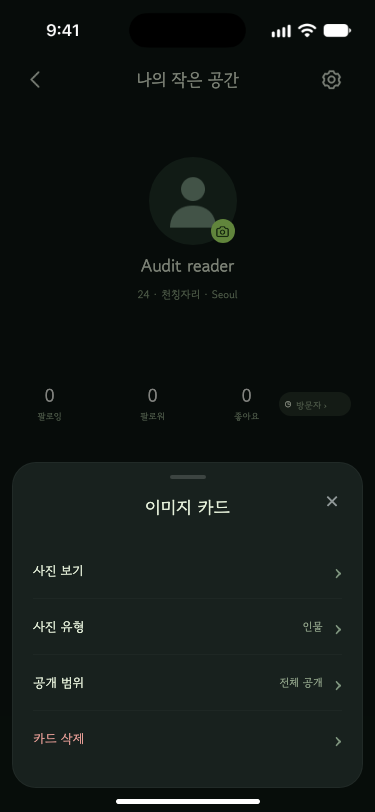 9:41
나의 작은 공간
Audit reader
24 · 천칭자리 · Seoul
0 0 0
팔로잉 팔로워 좋아요 방문자 ›
이미지 카드
사진 보기
사진 유형 인물
공개 범위 전체 공개
카드 삭제